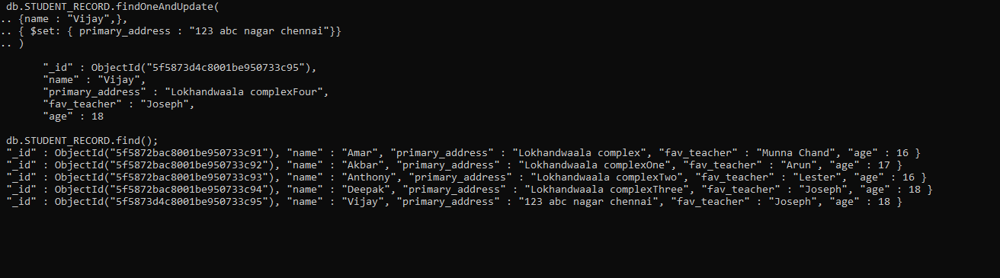 db.STUDENT_RECORD.findOneAndUpdate(
.. {name : "Vijay",},
.. { $set: { primary_address : "123 abc nagar chennai"}}
.. )
"_id" : ObjectId("5f5873d4c8001be950733c95"),
"name" : "Vijay",
"primary_address" : "Lokhandwaala complexFour",
"fav_teacher" : "Joseph",
"age" : 18
db.STUDENT_RECORD.find();
"_id" : ObjectId("5f5872bac8001be950733c91"), "name" : "Amar", "primary_address" : "Lokhandwaala complex", "fav_teacher" : "Munna Chand", "age" : 16 }
"_id" : ObjectId("5f5872bac8001be950733c92"), "name" : "Akbar", "primary_address" : "Lokhandwaala complexOne", "fav_teacher" : "Arun", "age" : 17 }
"_id" : ObjectId("5f5872bac8001be950733c93"), "name" : "Anthony", "primary_address" : "Lokhandwaala complexTwo", "fav_teacher" : "Lester", "age" : 16 }
"_id" : ObjectId("5f5872bac8001be950733c94"), "name" : "Deepak", "primary_address" : "Lokhandwaala complexThree", "fav_teacher" : "Joseph", "age" : 18 }
"_id" : ObjectId("5f5873d4c8001be950733c95"), "name" : "Vijay", "primary_address" : "123 abc nagar chennai", "fav_teacher" : "Joseph", "age" : 18 }